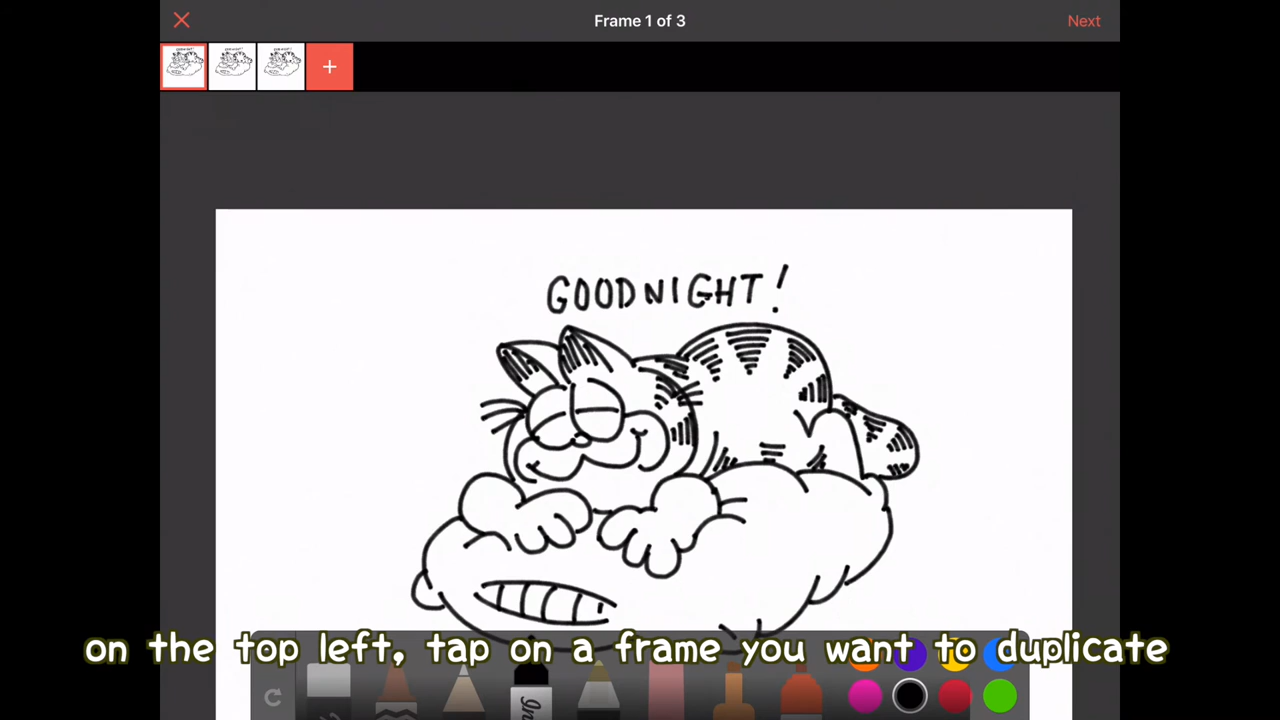 Frame 1 of 3
Next
GOODNIGHT!
on the top left, tap on a frame you want to duplicate